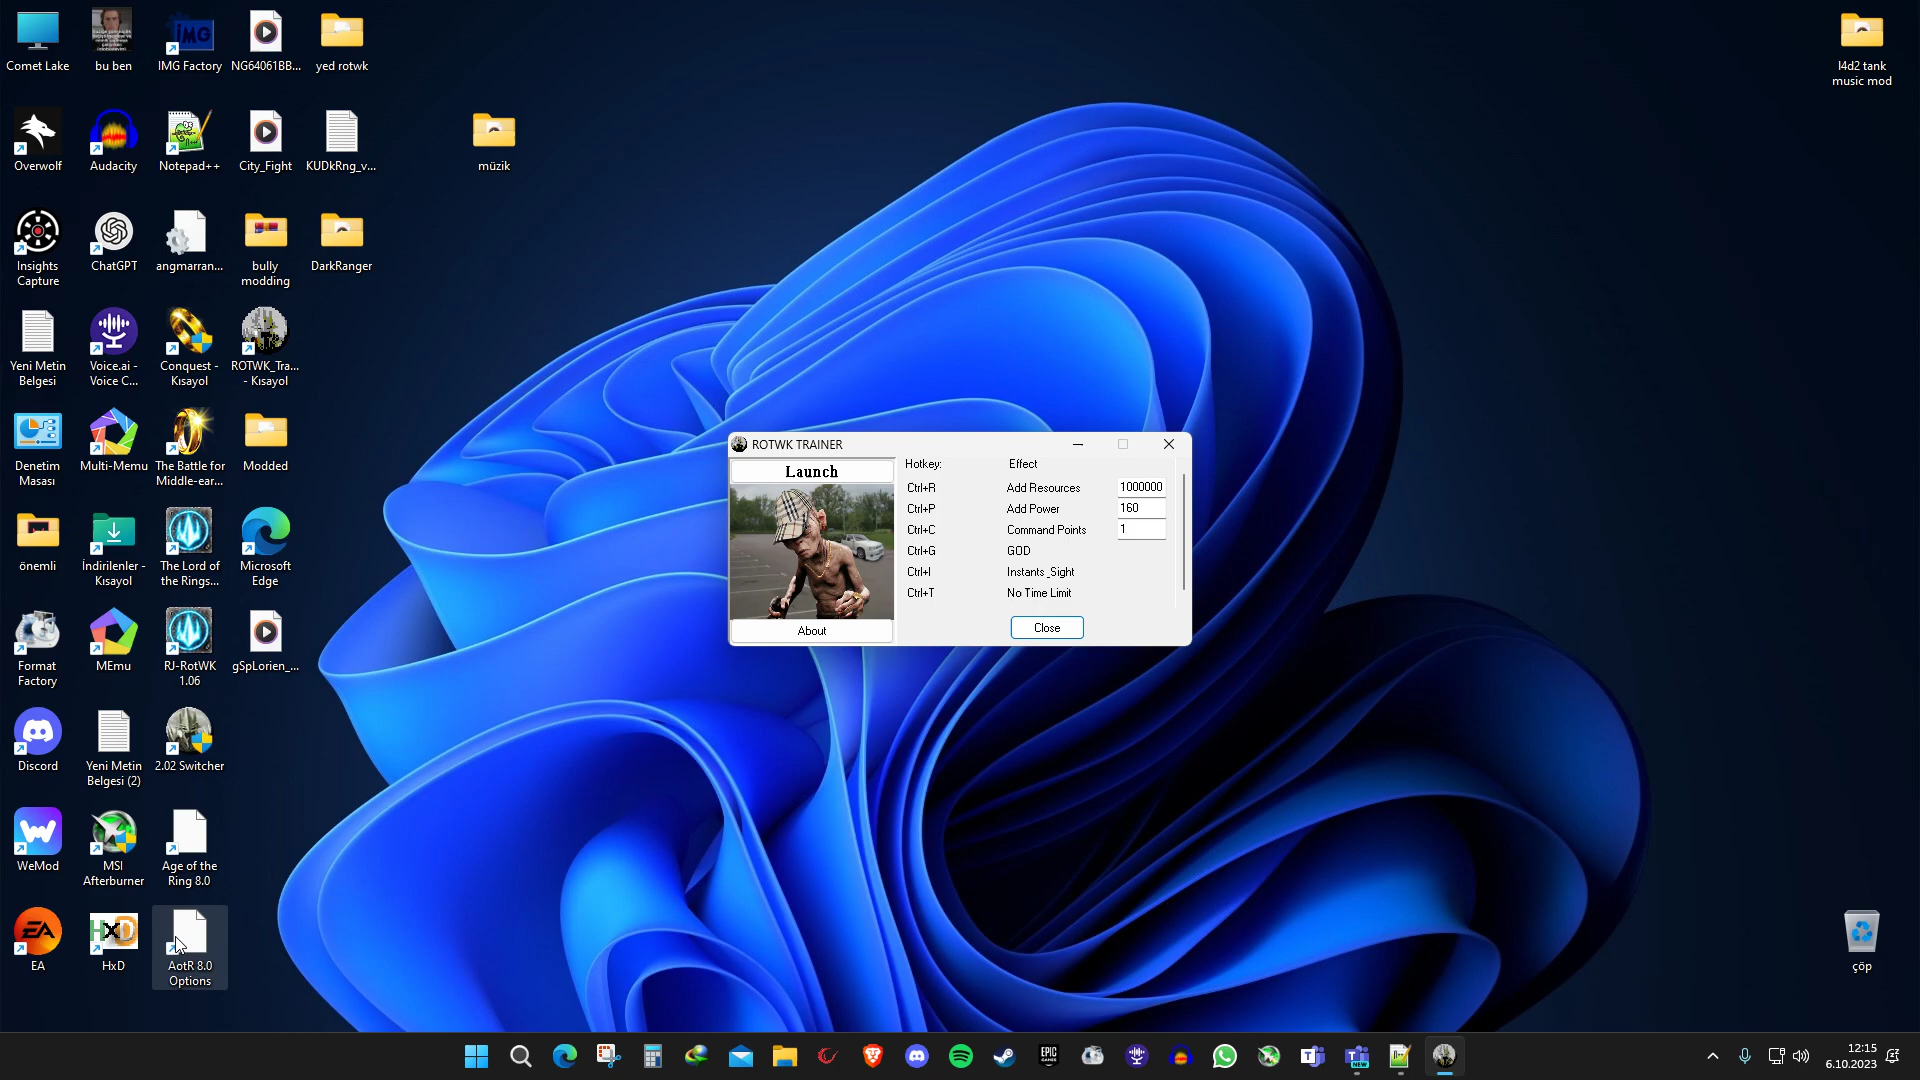 Comet Lake
bu ben
IMG Factory
NG64061BB...
yed rotwk
l4d2 tank
music mod
Overwolf
Audacity
Notepad++
City_Fight
KUDkRng_v...
müzik
Insights
Capture
ChatGPT
angmarran...
bully
modding
DarkRanger
Yeni Metin
Belgesi
Voice.ai -
Voice C...
Conquest -
Kısayol
ROTWK_Tra...
- Kısayol
Denetim
Masası
Multi-Memu
The Battle for
Middle-ear...
Modded
önemli
İndirilenler -
Kısayol
The Lord of
the Rings...
Microsoft
Edge
Format
Factory
MEmu
RJ-RotWK
1.06
gSpLorien_...
Discord
Yeni Metin
Belgesi (2)
2.02 Switcher
WeMod
MSI
Afterburner
Age of the
Ring 8.0
EA
HxD
AotR 8.0
Options
çöp
ROTWK TRAINER
Launch
About
Hotkey: Effect
Ctrl+R Add Resources 1000000
Ctrl+P Add Power 160
Ctrl+C Command Points 1
Ctrl+G GOD
Ctrl+I Instants_Sight
Ctrl+T No Time Limit
Close
EPIC
GAMES
NEW
12:15
6.10.2023